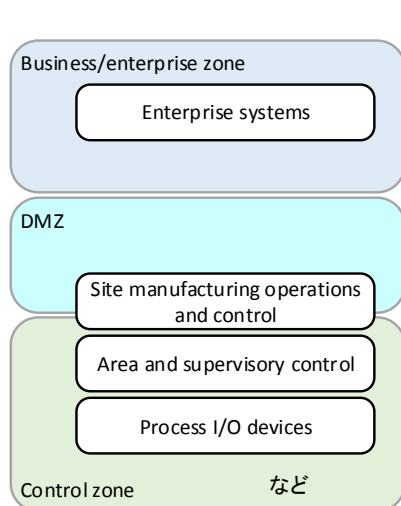 Business/enterprise zone
Enterprise systems
DMZ
Site manufacturing operations
and control
Area and supervisory control
Process I/O devices
Control zone
など